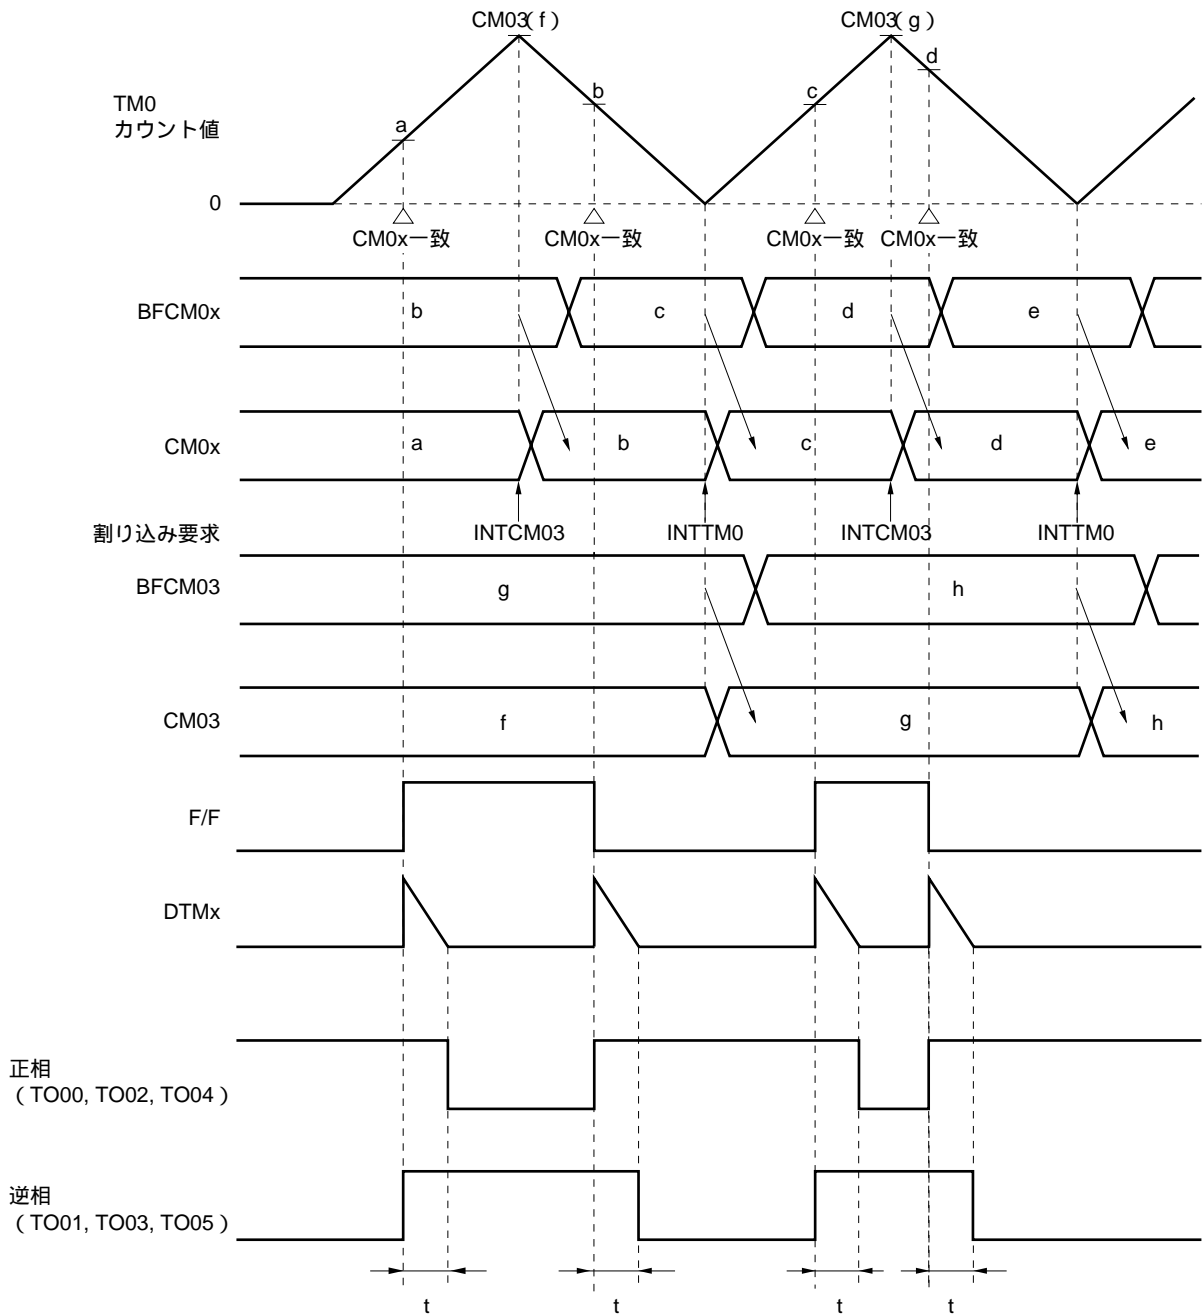 CM03(f)
CM03(g)
TM0
カウント値
a
b
c
d
0
CM0x一致
CM0x一致
CM0x一致
CM0x一致
BFCM0x
b
c
d
e
CM0x
a
b
c
d
e
割り込み要求
INTCM03
INTTM0
INTCM03
INTTM0
BFCM03
g
h
CM03
f
g
h
F/F
DTMx
正相
(TO00, TO02, TO04)
逆相
(TO01, TO03, TO05)
t
t
t
t